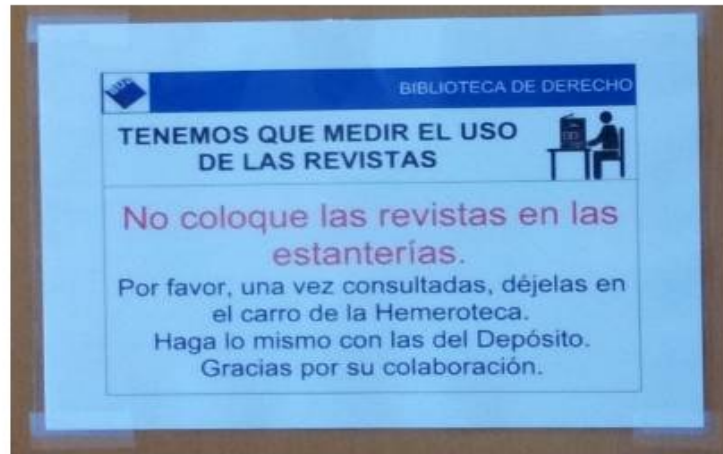 BIBLIOTECA DE DERECHO
TENEMOS QUE MEDIR EL USO
DE LAS REVISTAS
No coloque las revistas en las
estanterías.
Por favor, una vez consultadas, déjelas en
el carro de la Hemeroteca.
Haga lo mismo con las del Depósito.
Gracias por su colaboración.